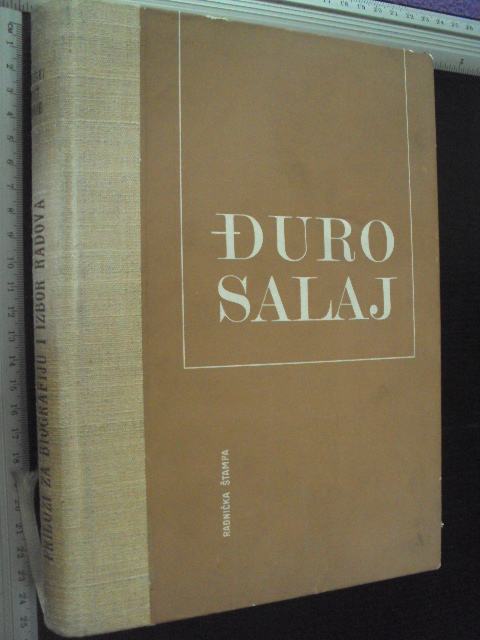 ĐURO
SALAJ
RADNIČKA ŠTAMPA
PRILOZI ZA BIOGRAFIJU I IZBOR RADOVA